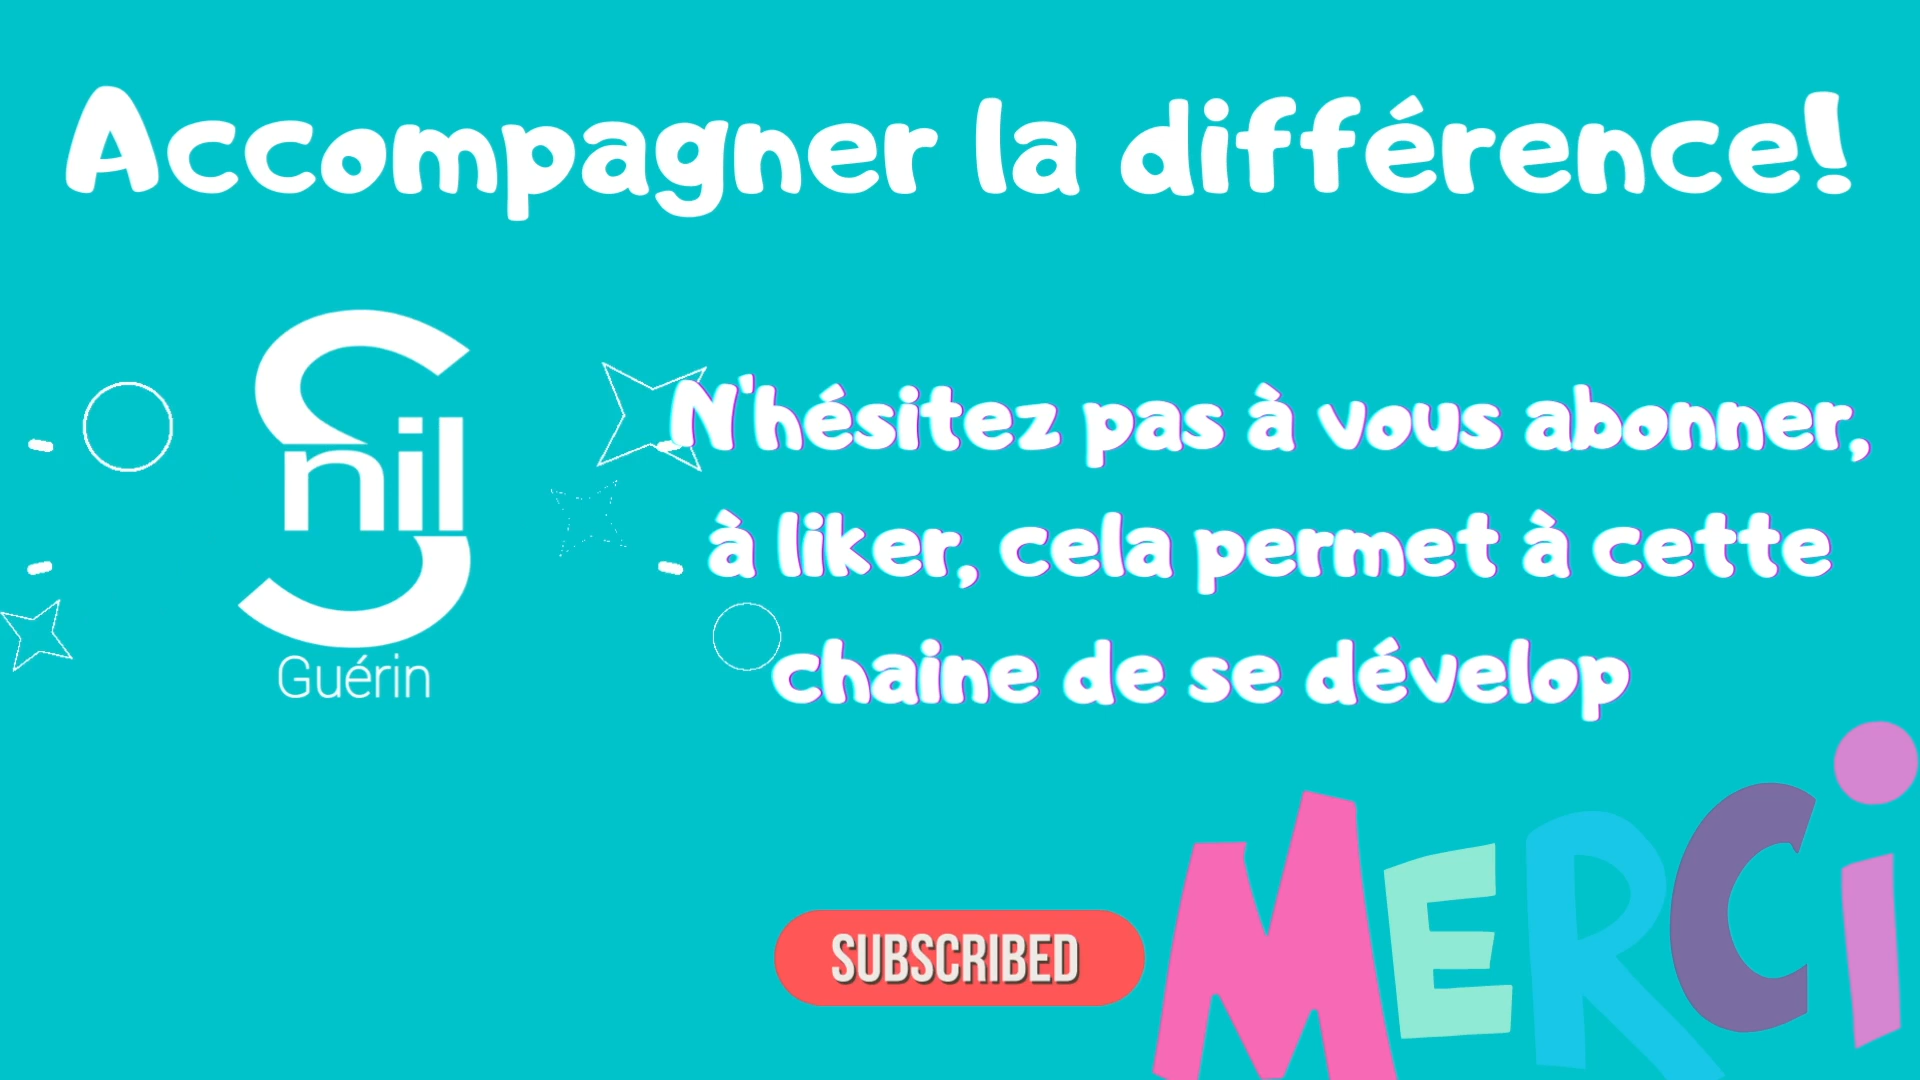 Accompagner la différence!
nil
Guérin
N'hésitez pas à vous abonner,
à liker, cela permet à cette
chaine de se dévelop
SUBSCRIBED
MERCi